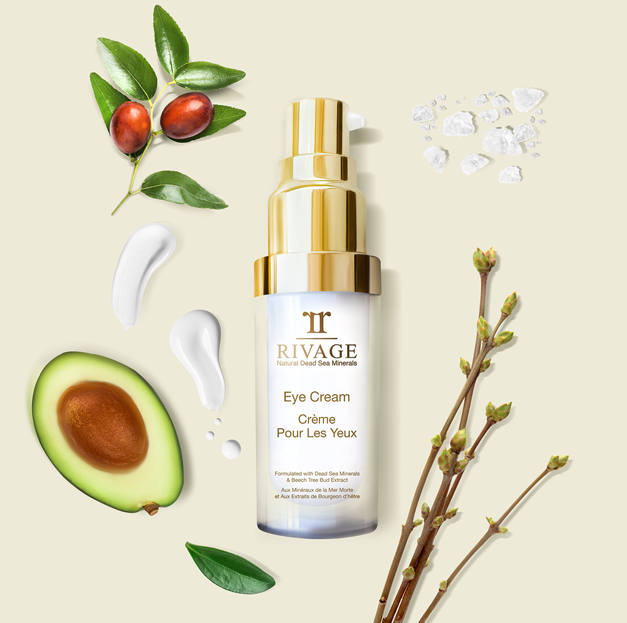 RIVAGE
Natural Dead Sea Minerals
Eye Cream
Crème
Pour Les Yeux
Formulated with Dead Sea Minerals
& Beech Tree Bud Extract
Aux Minéraux de la Mer Morte
et Aux Extraits de Bourgeon d'hêtre